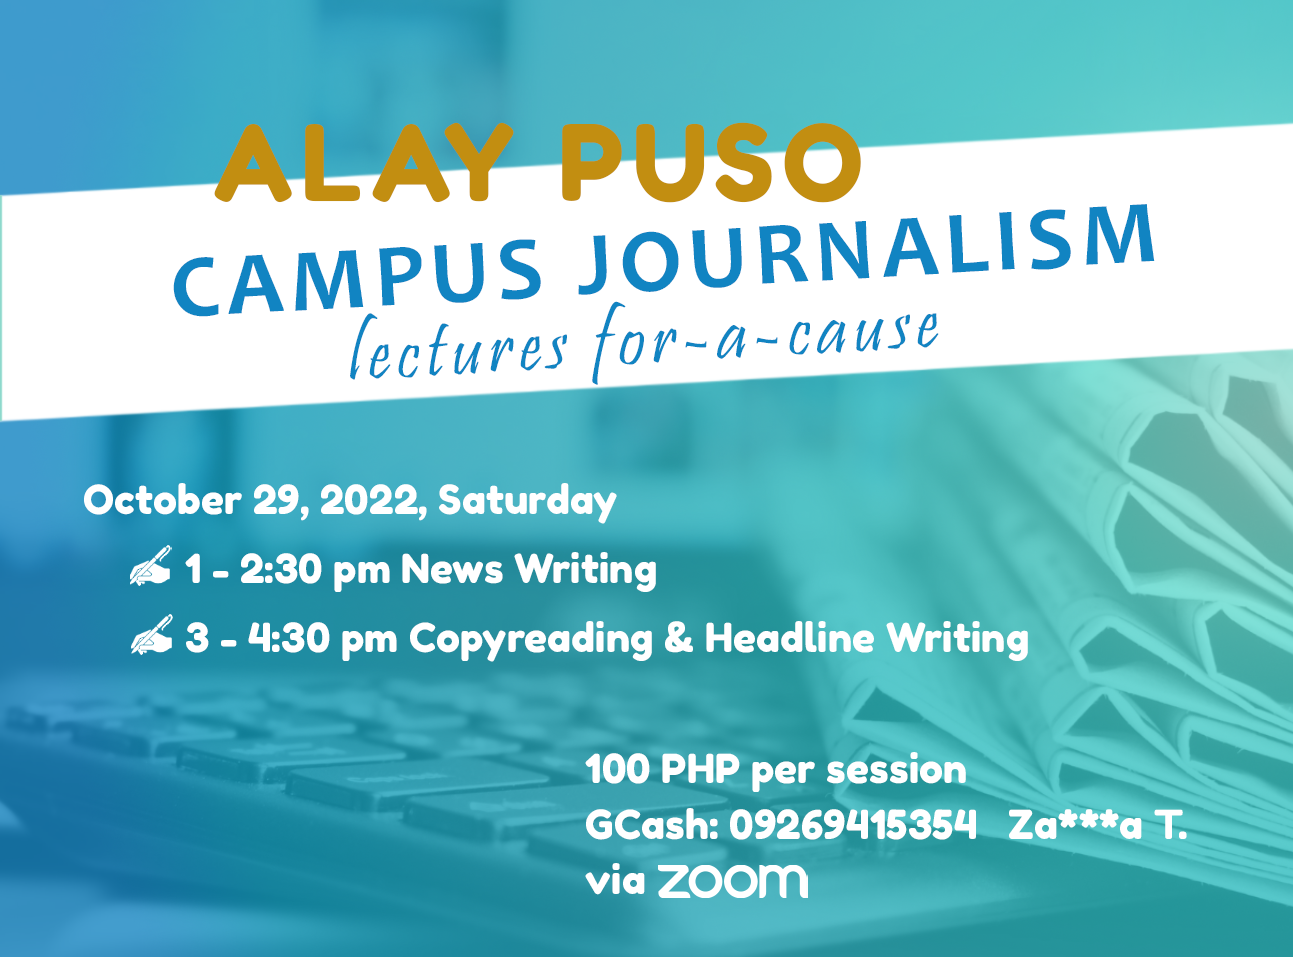 ALAY PUSO
CAMPUS JOURNALISM
lectures for-a-cause
October 29, 2022, Saturday
✍ 1 - 2:30 pm News Writing
✍ 3 - 4:30 pm Copyreading & Headline Writing
100 PHP per session
GCash: 09269415354 Za***a T.
via zoom